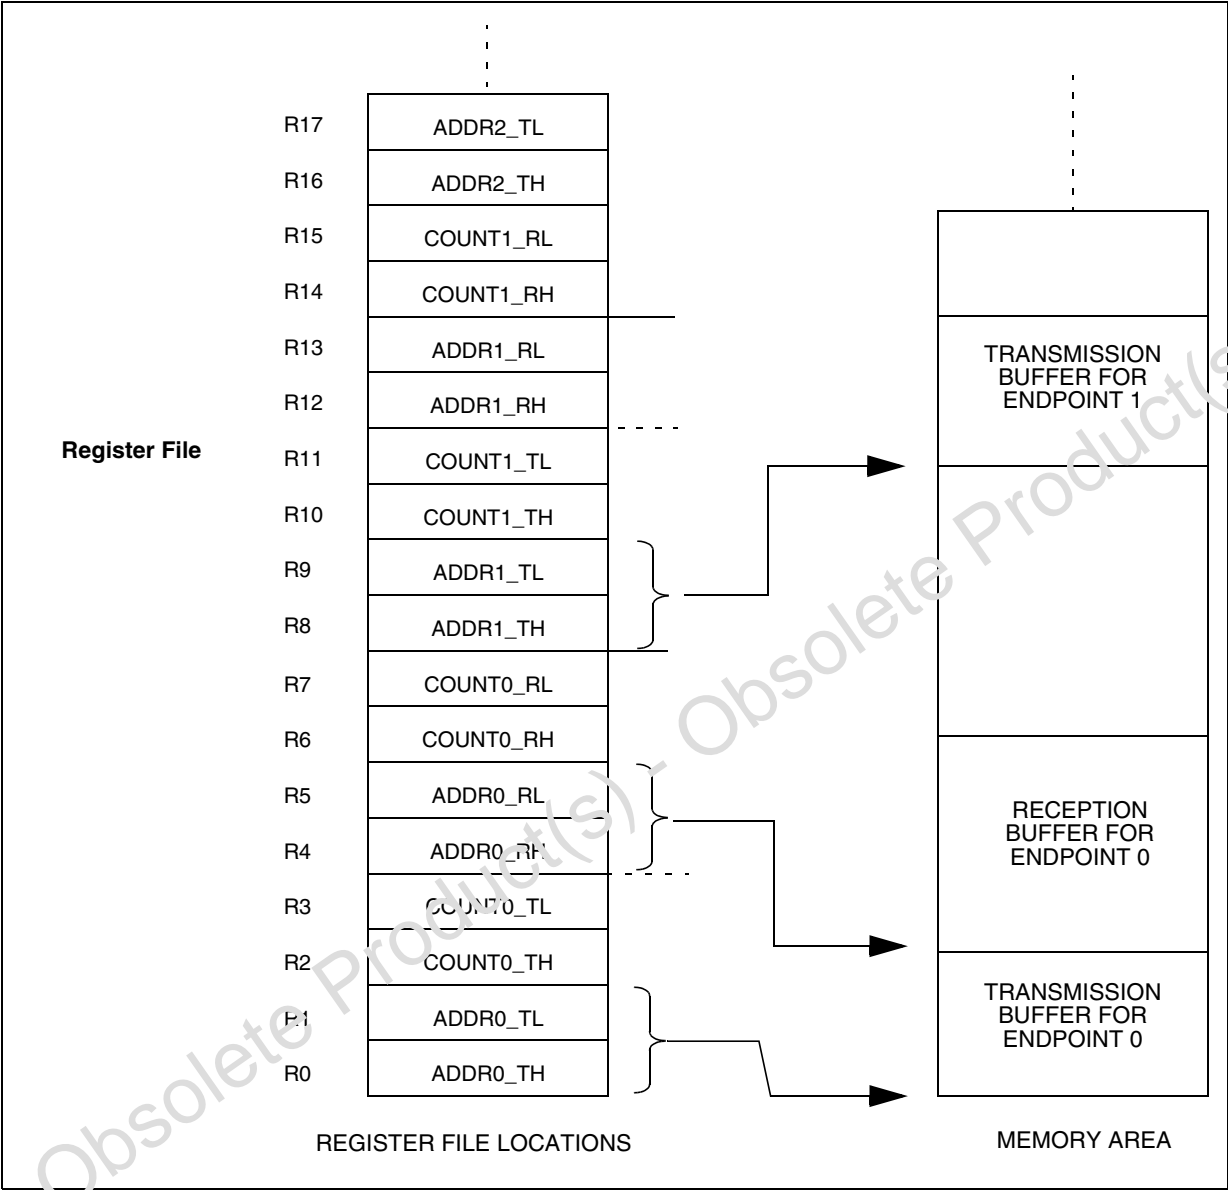 R17 ADDR2_TL
R16 ADDR2_TH
R15 COUNT1_RL
R14 COUNT1_RH
R13 ADDR1_RL
R12 ADDR1_RH
R11 COUNT1_TL
R10 COUNT1_TH
R9 ADDR1_TL
R8 ADDR1_TH
R7 COUNT0_RL
R6 COUNT0_RH
R5 ADDR0_RL
R4 ADDR0_RH
R3 COUNT0_TL
R2 COUNT0_TH
R1 ADDR0_TL
R0 ADDR0_TH
Register File
REGISTER FILE LOCATIONS
TRANSMISSION
BUFFER FOR
ENDPOINT 1
RECEPTION
BUFFER FOR
ENDPOINT 0
TRANSMISSION
BUFFER FOR
ENDPOINT 0
MEMORY AREA
Obsolete Product(s) - Obsolete Product(s